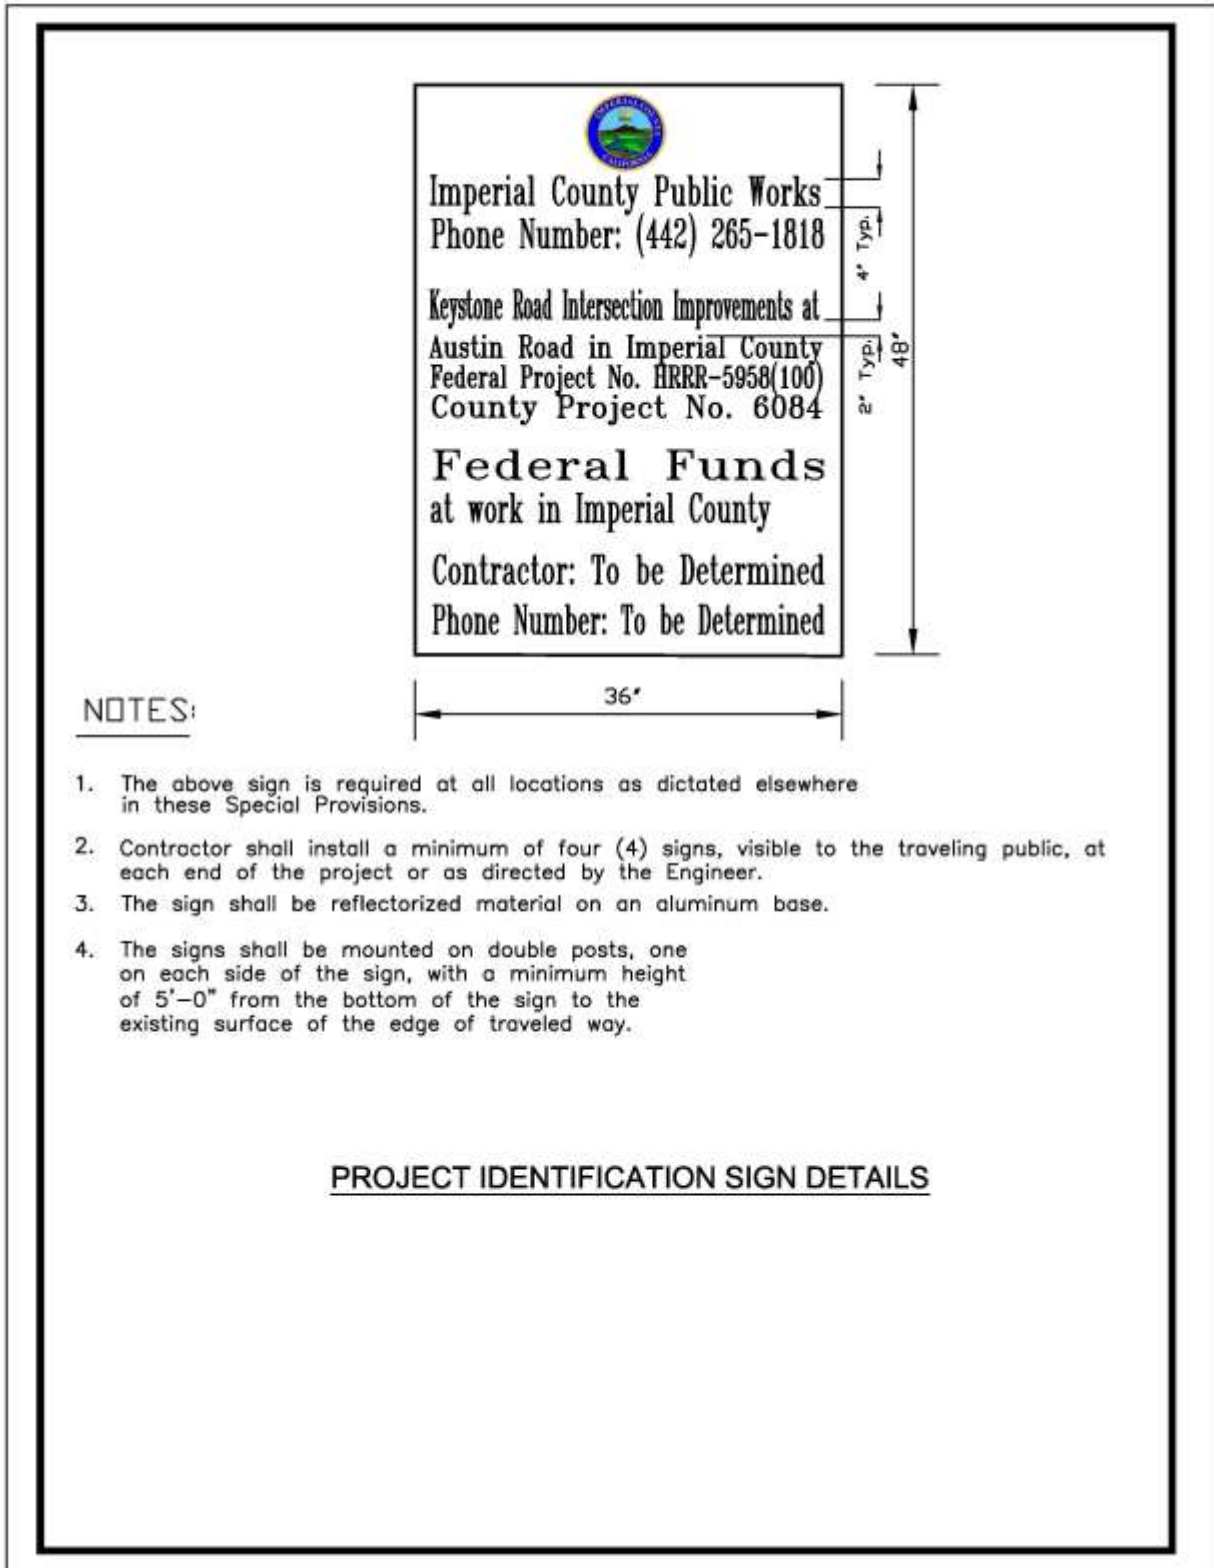 IMPERIAL COUNTY
CALIFORNIA
Imperial County Public Works
Phone Number: (442) 265-1818
4" Typ.
Keystone Road Intersection Improvements at
Austin Road in Imperial County
Federal Project No. HRRR-5958(100)
County Project No. 6084
2" Typ.
48"
Federal Funds
at work in Imperial County
Contractor: To be Determined
Phone Number: To be Determined
36"
NOTES:
1. The above sign is required at all locations as dictated elsewhere
in these Special Provisions.
2. Contractor shall install a minimum of four (4) signs, visible to the traveling public, at
each end of the project or as directed by the Engineer.
3. The sign shall be reflectorized material on an aluminum base.
4. The signs shall be mounted on double posts, one
on each side of the sign, with a minimum height
of 5'-0" from the bottom of the sign to the
existing surface of the edge of traveled way.
PROJECT IDENTIFICATION SIGN DETAILS